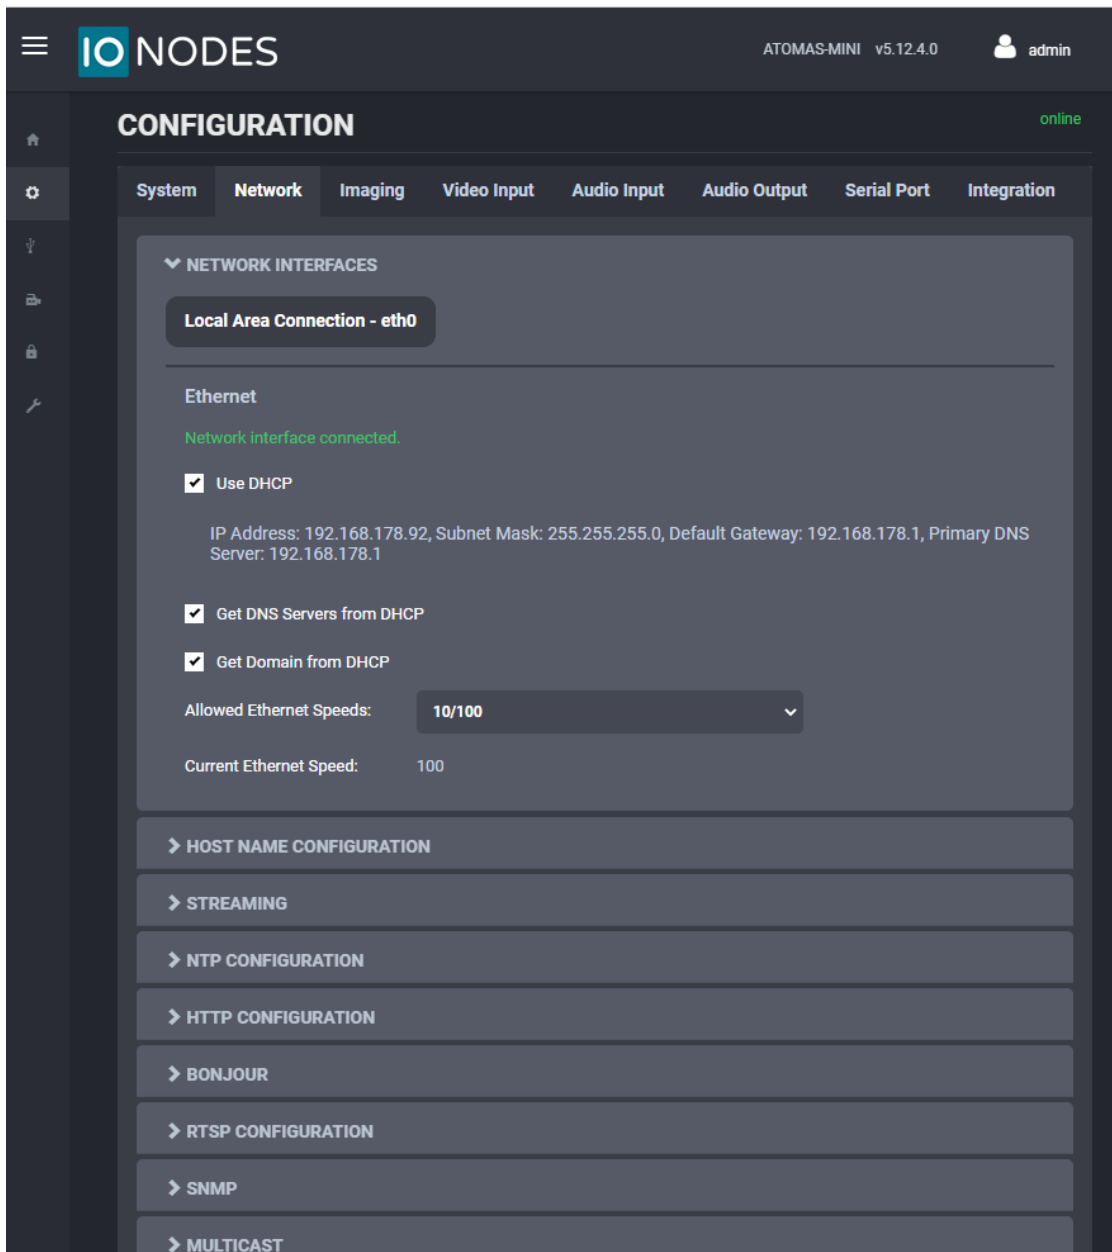 IONODES
ATOMAS-MINI v5.12.4.0 admin
CONFIGURATION
online
System Network Imaging Video Input Audio Input Audio Output Serial Port Integration
NETWORK INTERFACES
Local Area Connection - eth0
Ethernet
Network interface connected.
Use DHCP
IP Address: 192.168.178.92, Subnet Mask: 255.255.255.0, Default Gateway: 192.168.178.1, Primary DNS
Server: 192.168.178.1
Get DNS Servers from DHCP
Get Domain from DHCP
Allowed Ethernet Speeds: 10/100
Current Ethernet Speed: 100
HOST NAME CONFIGURATION
STREAMING
NTP CONFIGURATION
HTTP CONFIGURATION
BONJOUR
RTSP CONFIGURATION
SNMP
MULTICAST